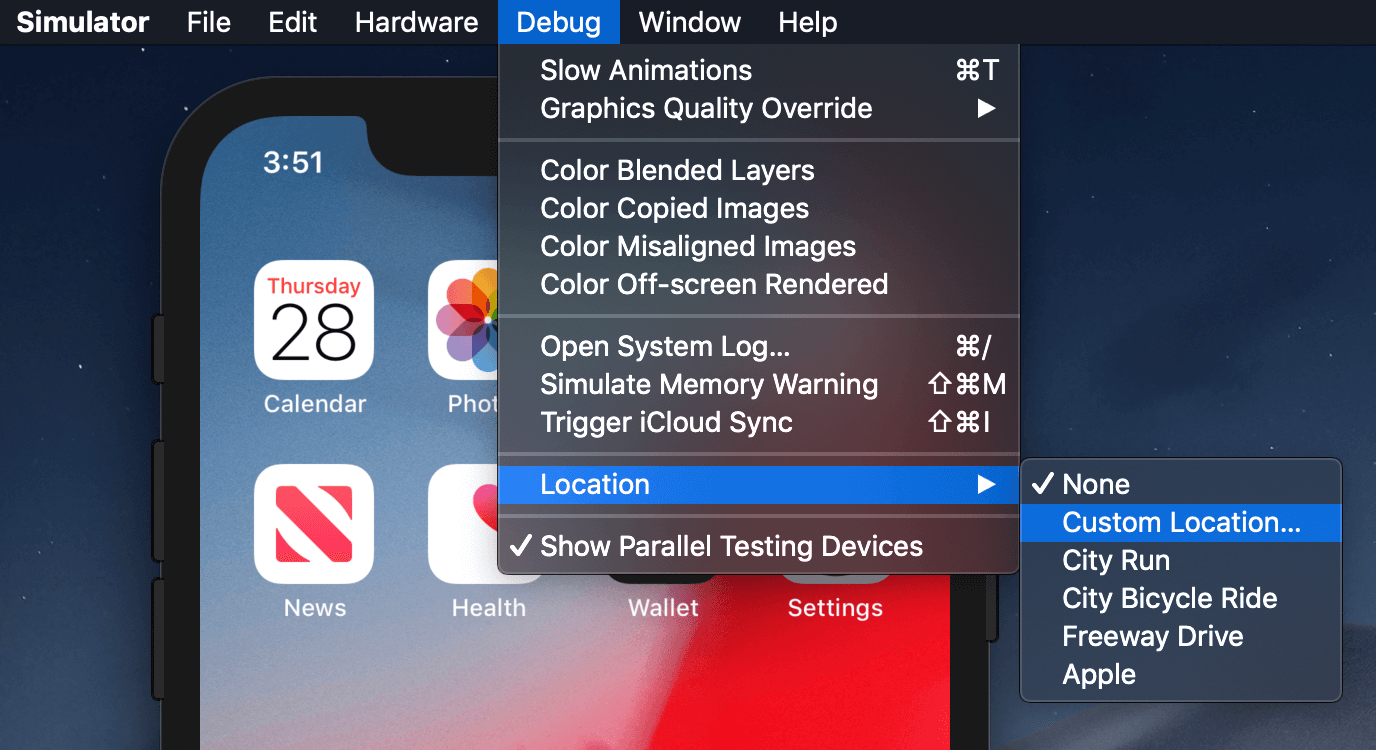 Simulator File Edit Hardware Debug Window Help
Slow Animations ⌘T
Graphics Quality Override ▶
Color Blended Layers
Color Copied Images
Color Misaligned Images
Color Off-screen Rendered
Open System Log... ⌘/
Simulate Memory Warning ⇧⌘M
Trigger iCloud Sync ⇧⌘I
Location ▶
✓ Show Parallel Testing Devices
✓ None
Custom Location...
City Run
City Bicycle Ride
Freeway Drive
Apple
3:51
Thursday
28
Calendar Phot
News Health Wallet Settings